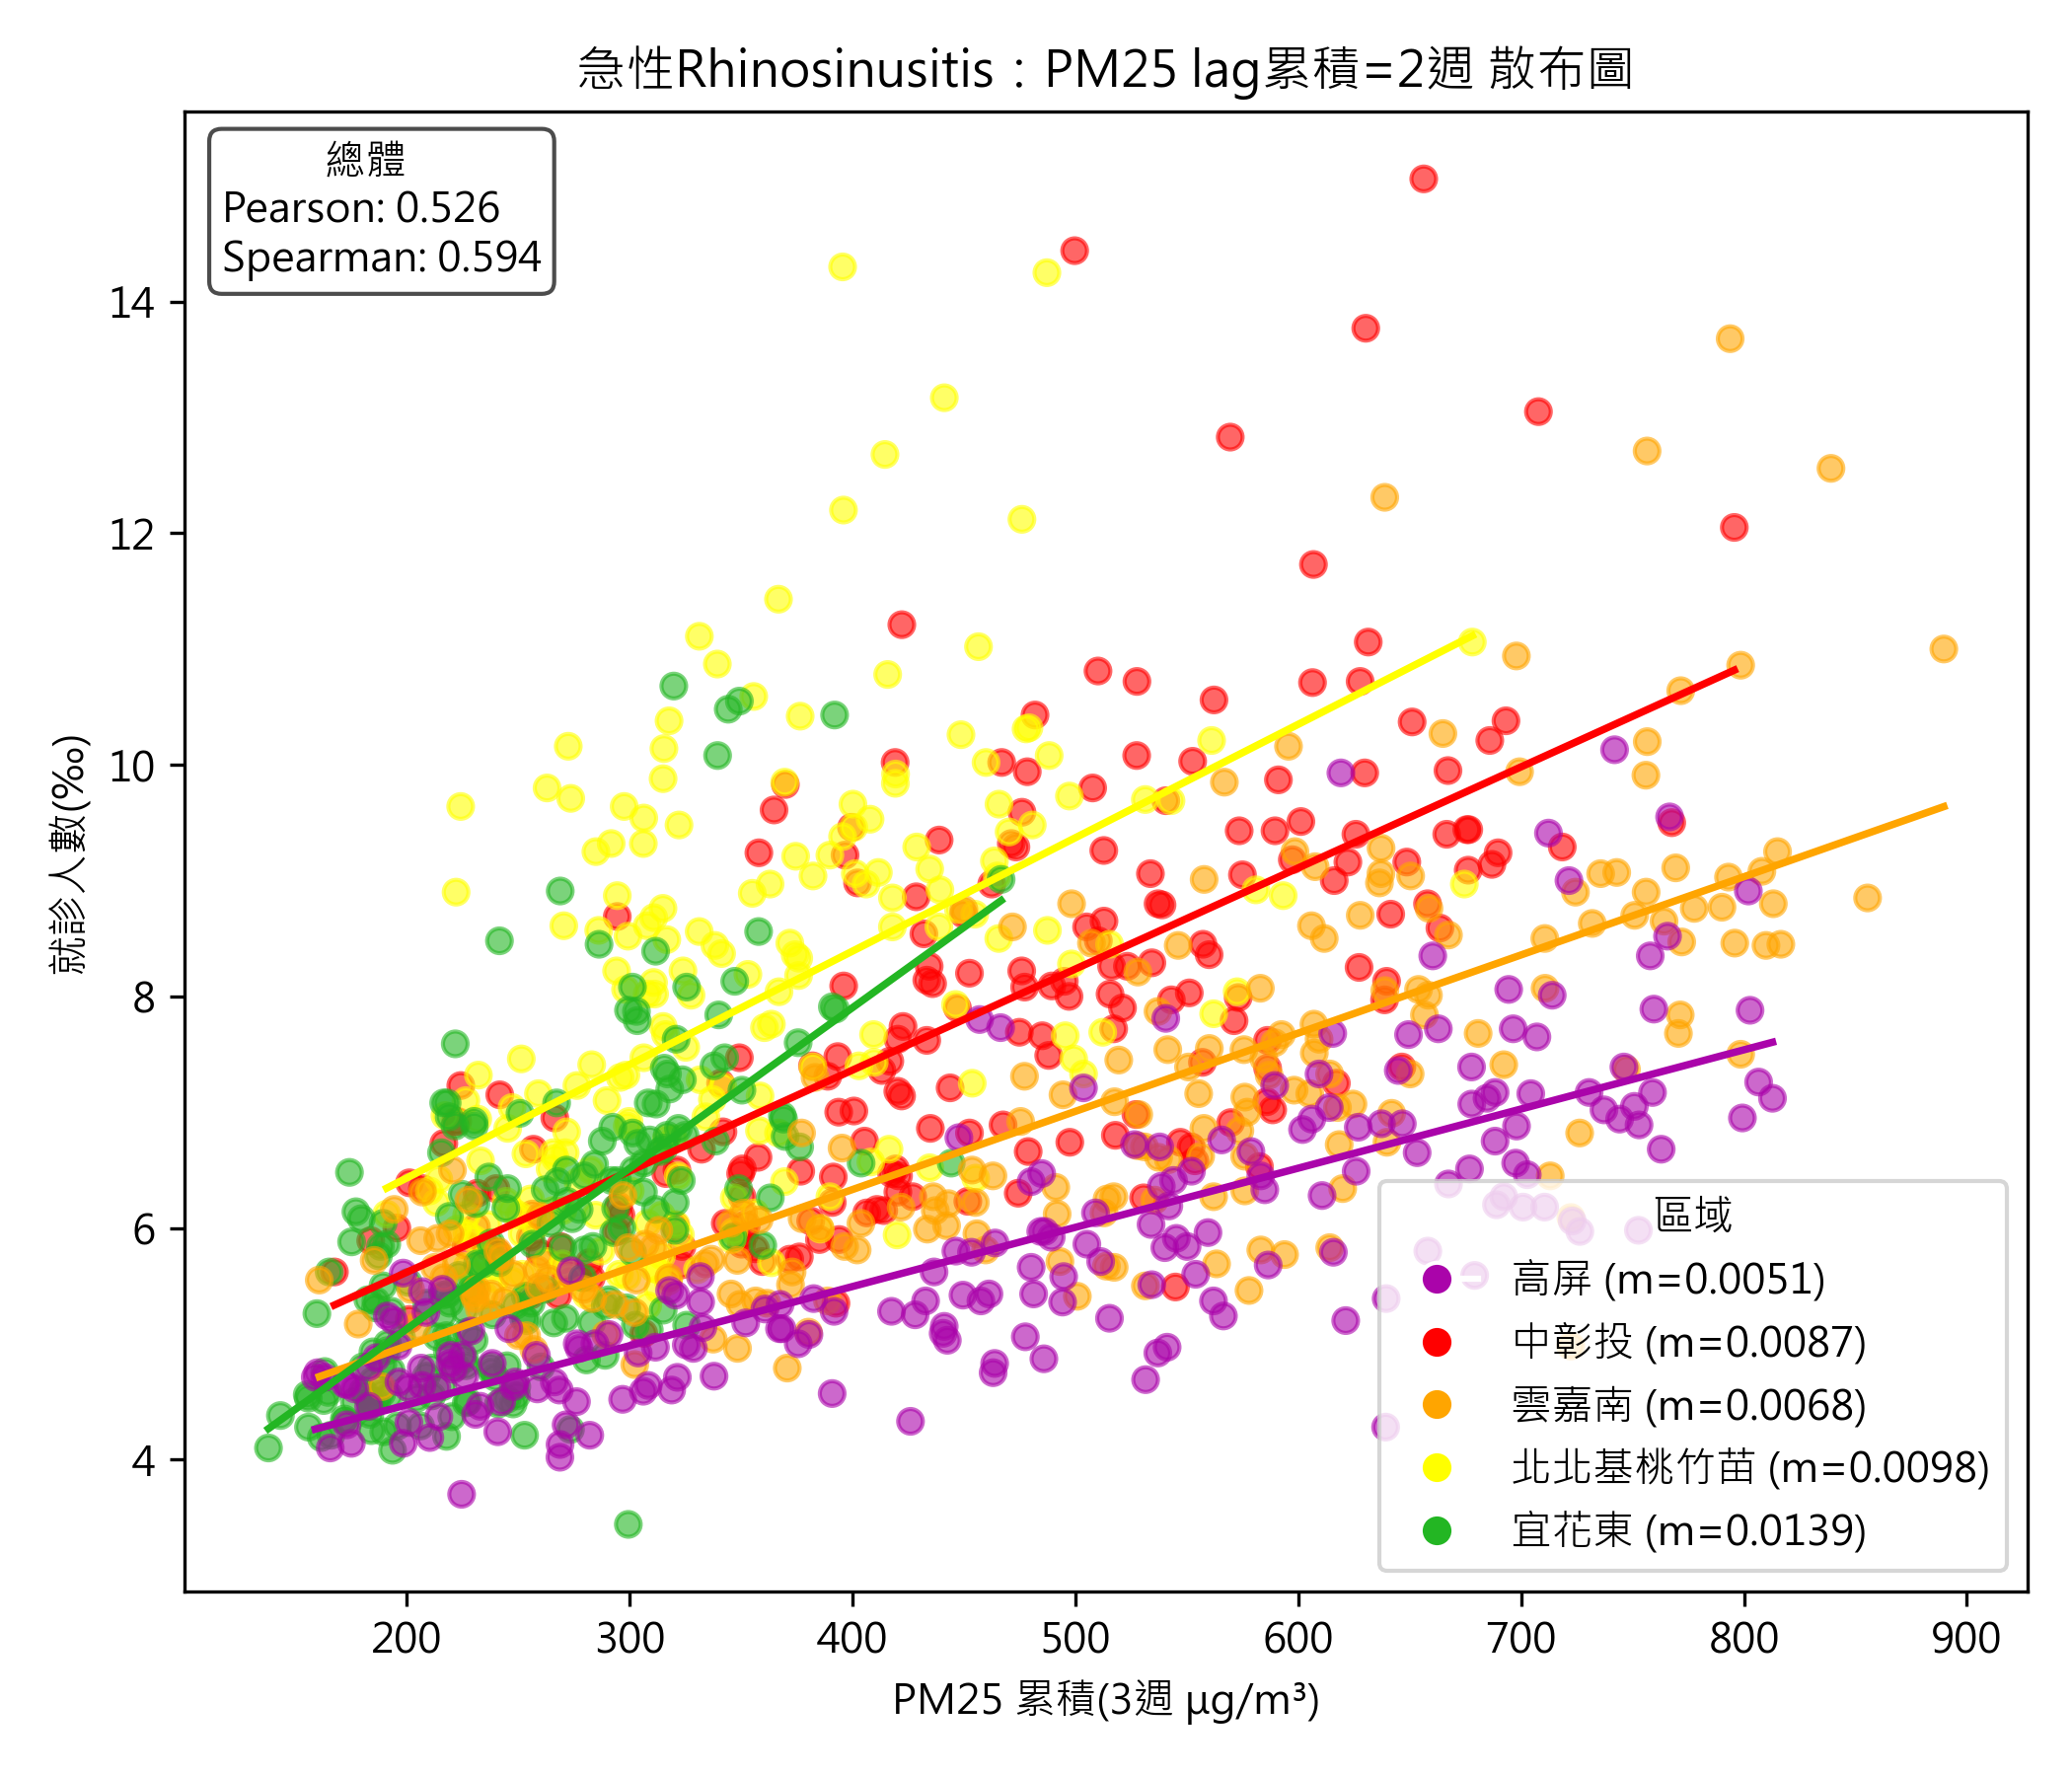 急性Rhinosinusitis：PM25 lag累積=2週 散布圖
總體
Pearson: 0.526
Spearman: 0.594
就診人數(‰)
14
12
10
8
6
4
200 300 400 500 600 700 800 900
PM25 累積(3週 μg/m³)
區域
高屏 (m=0.0051)
中彰投 (m=0.0087)
雲嘉南 (m=0.0068)
北北基桃竹苗 (m=0.0098)
宜花東 (m=0.0139)